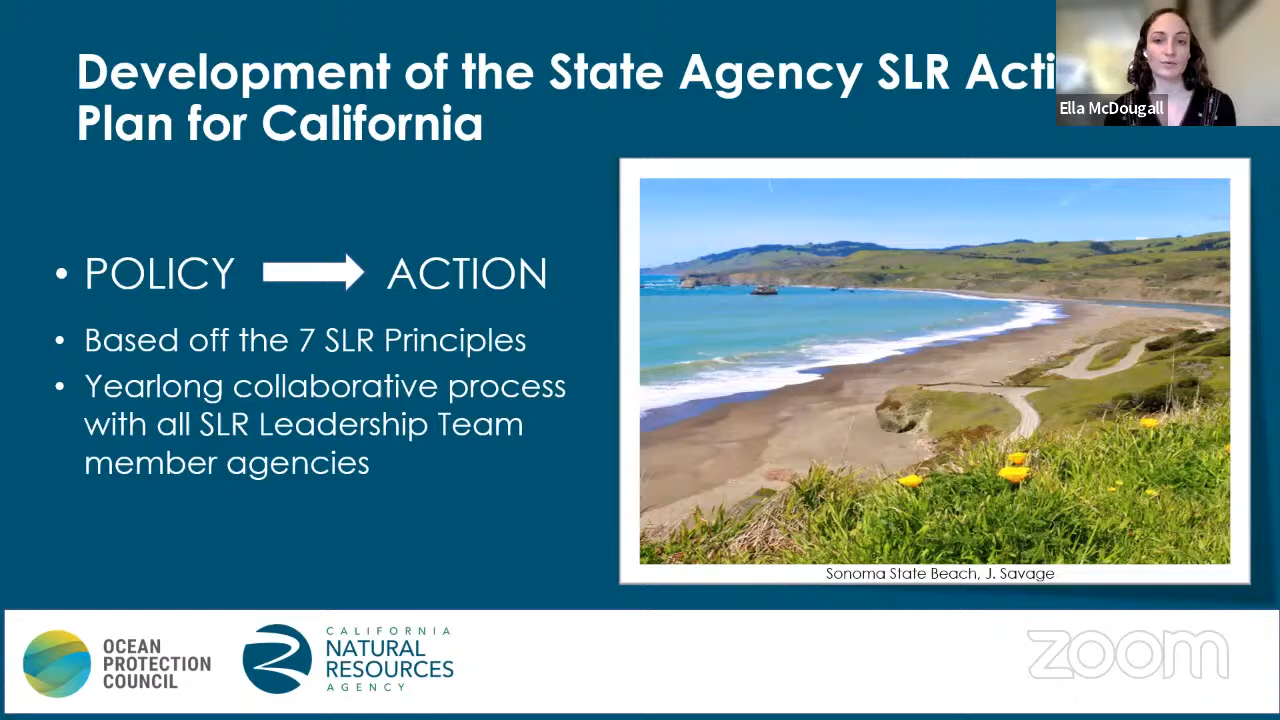 Development of the State Agency SLR Acti
Plan for California
Ella McDougall
• POLICY ACTION
• Based off the 7 SLR Principles
• Yearlong collaborative process
with all SLR Leadership Team
member agencies
Sonoma State Beach, J. Savage
OCEAN
PROTECTION
COUNCIL
CALIFORNIA
NATURAL
RESOURCES
AGENCY
zoom